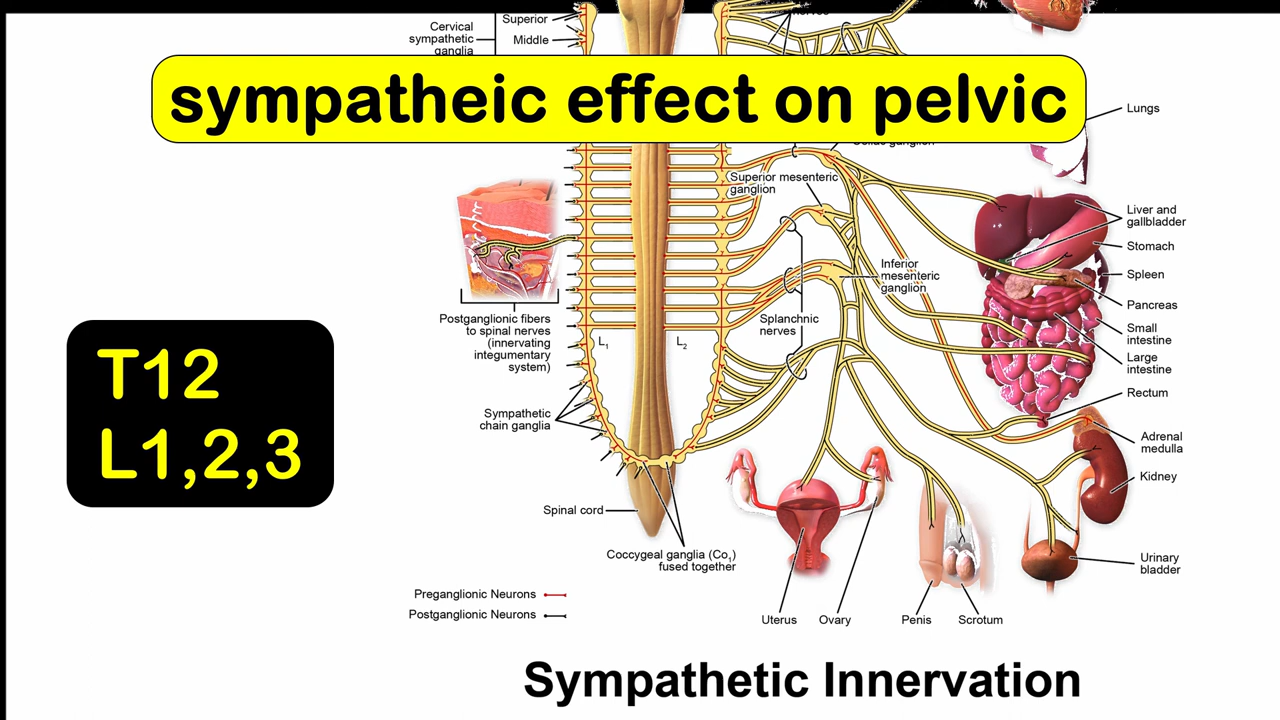 Superior
Cervical
sympathetic
ganglia
Middle
sympatheic effect on pelvic
Lungs
Superior mesenteric
ganglion
Liver and
gallbladder
Stomach
Inferior
mesenteric
ganglion
Spleen
Pancreas
Postganglionic fibers
to spinal nerves
(innervating
integumentary
system)
Splanchnic
nerves
Small
intestine
L1
L2
Large
intestine
T12
L1,2,3
Rectum
Sympathetic
chain ganglia
Adrenal
medulla
Kidney
Spinal cord
Coccygeal ganglia (Co1)
fused together
Urinary
bladder
Preganglionic Neurons
Postganglionic Neurons
Uterus
Ovary
Penis
Scrotum
Sympathetic Innervation